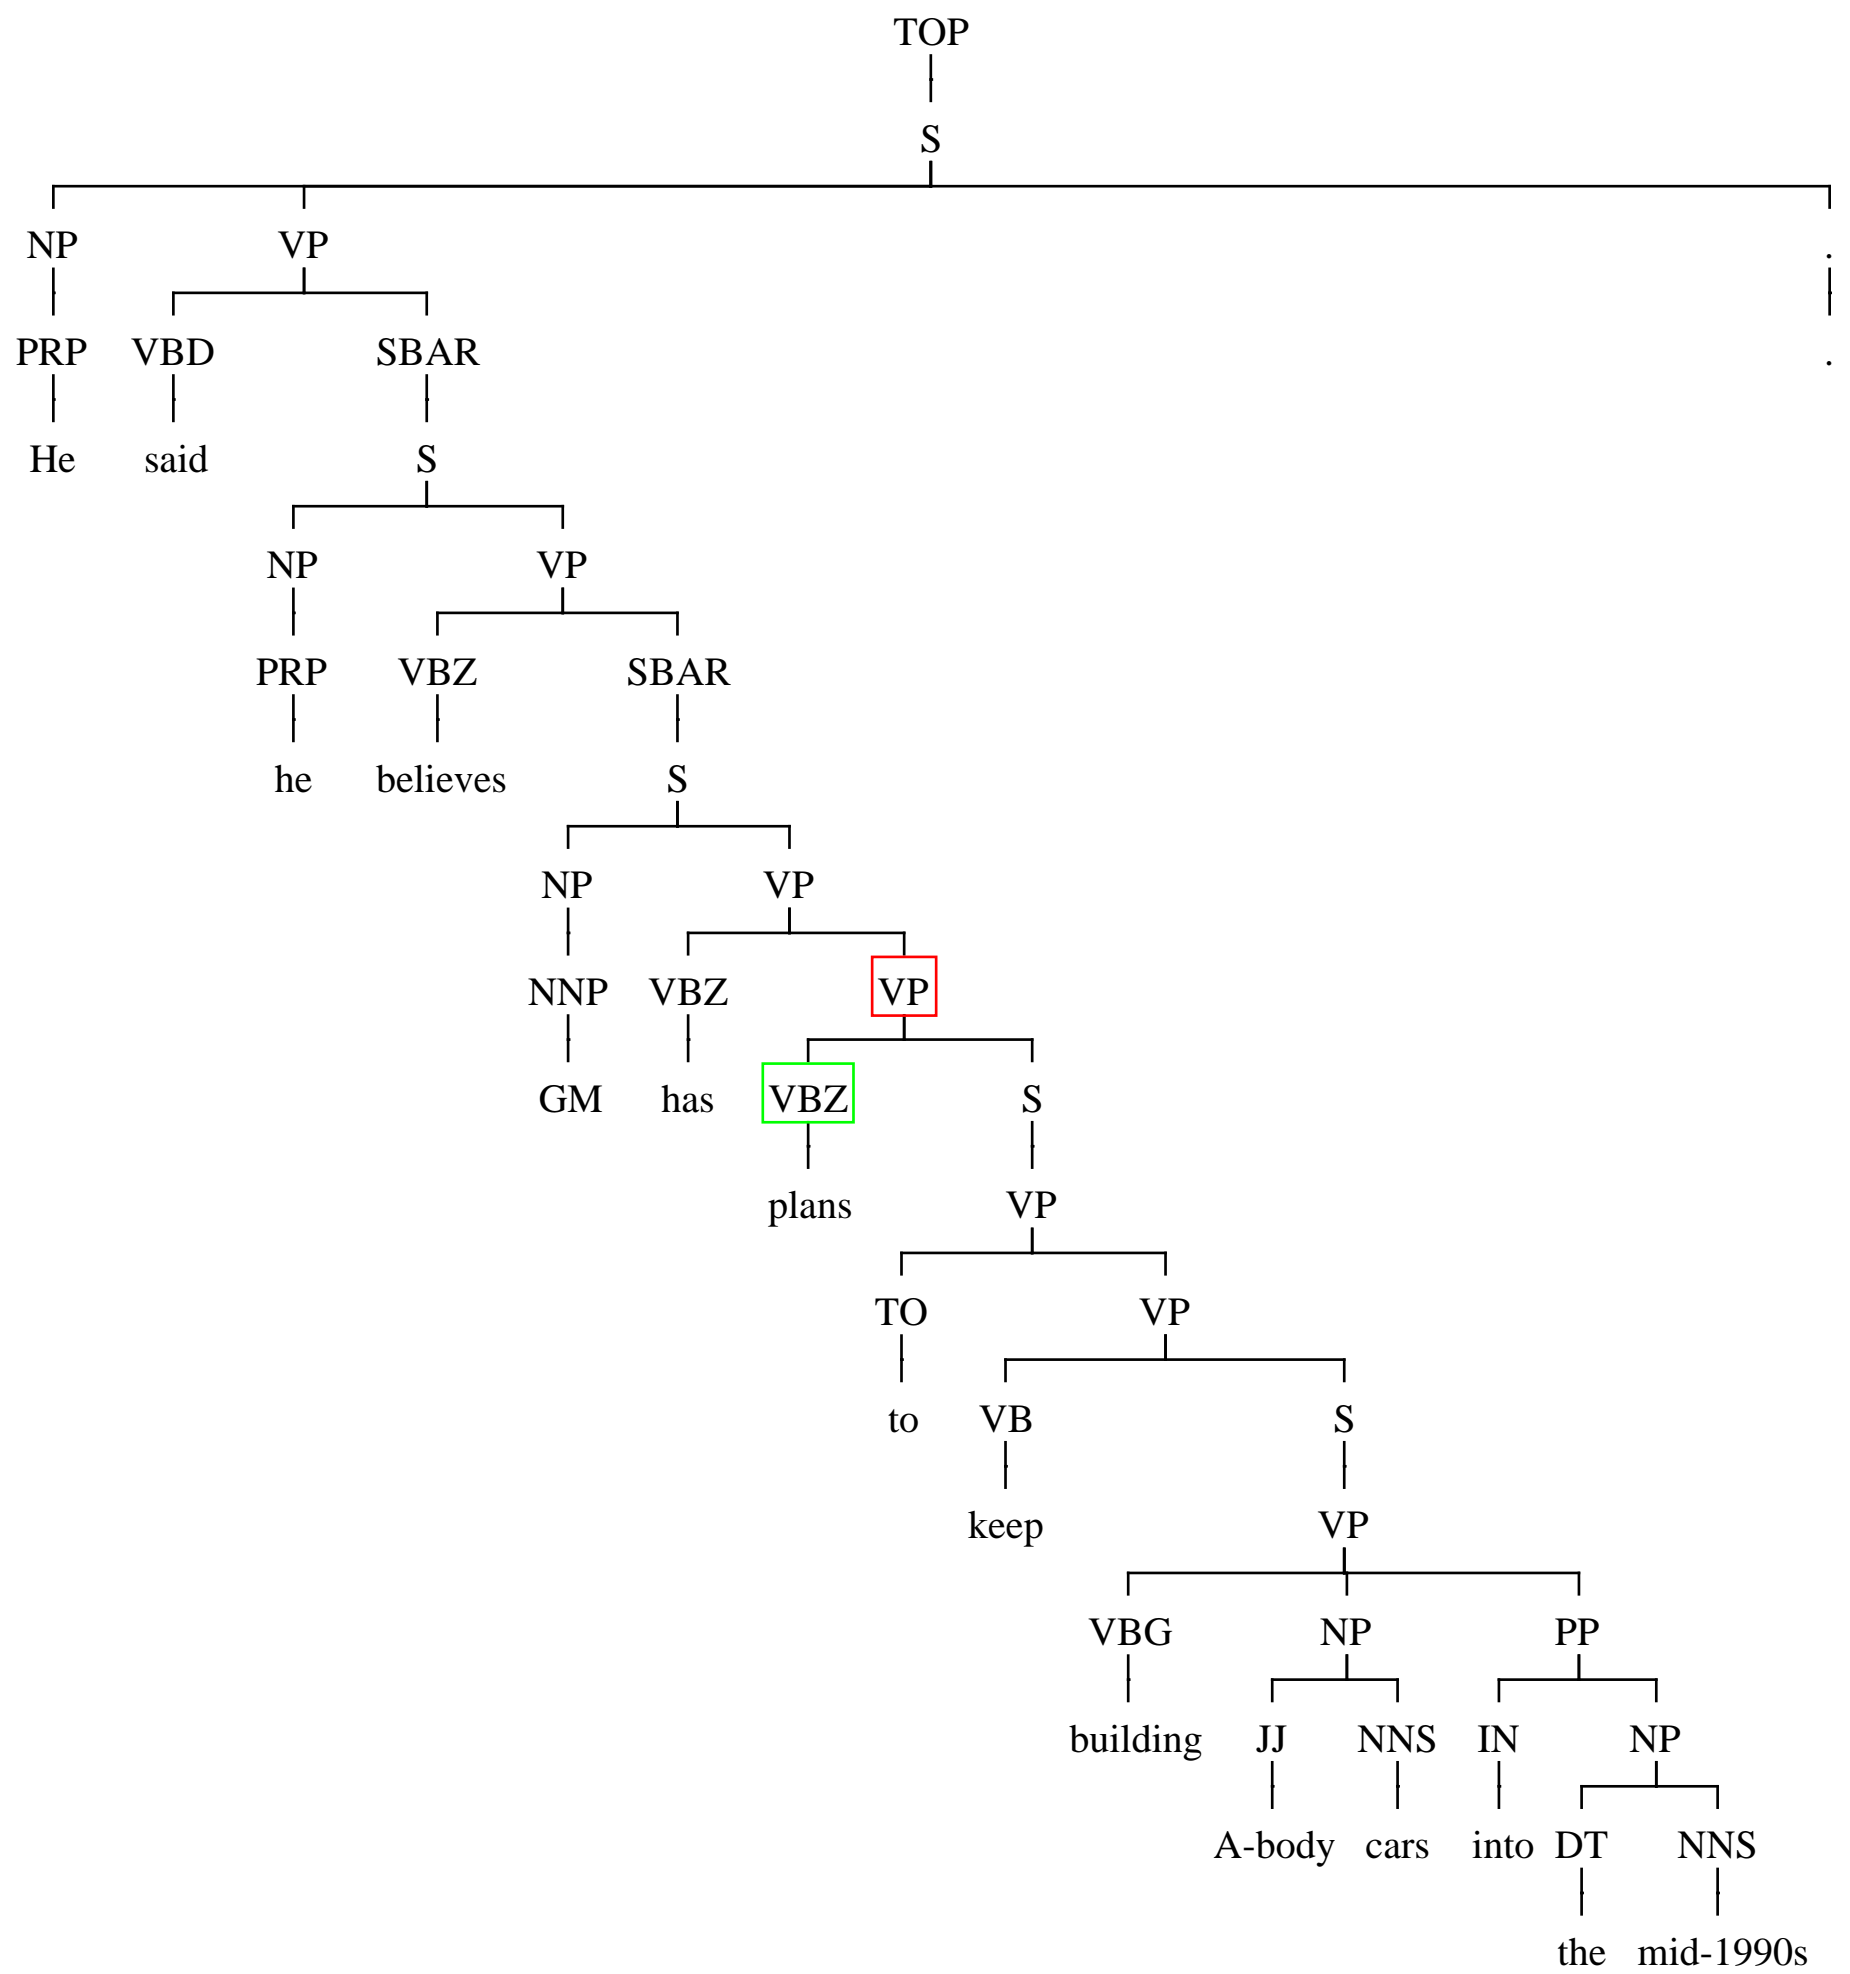 TOP
S
NP VP .
PRP VBD SBAR .
He said S
NP VP
PRP VBZ SBAR
he believes S
NP VP
NNP VBZ VP
GM has VBZ S
plans VP
TO VP
to VB S
keep VP
VBG NP PP
building JJ NNS IN NP
A-body cars into DT NNS
the mid-1990s